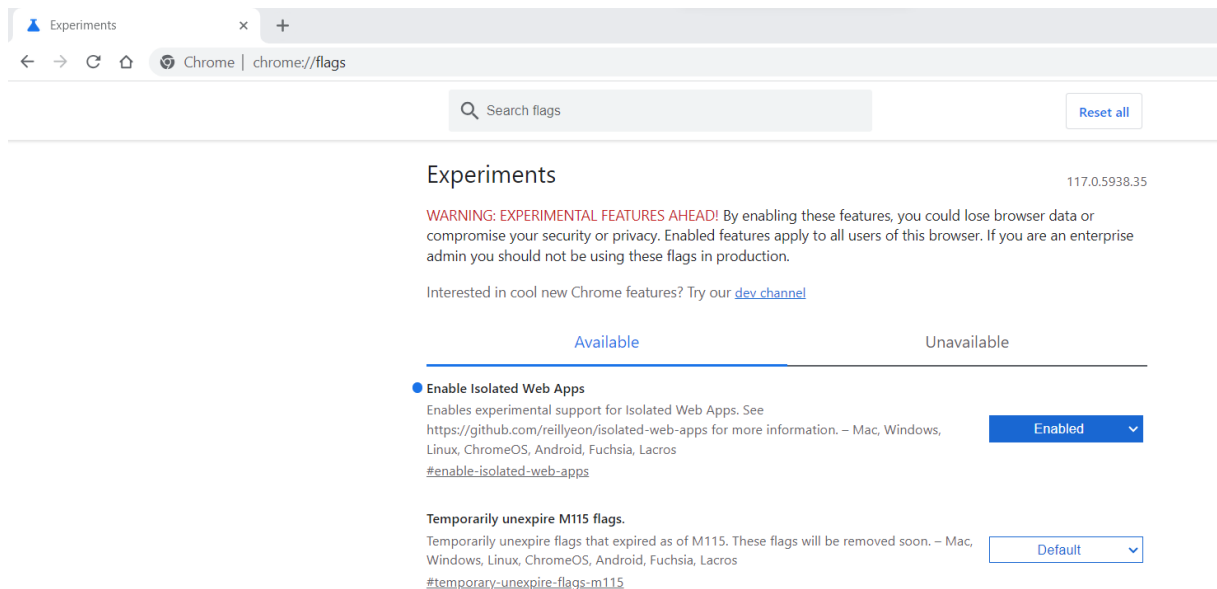 Experiments
Chrome | chrome://flags
Search flags
Reset all
Experiments
117.0.5938.35
WARNING: EXPERIMENTAL FEATURES AHEAD! By enabling these features, you could lose browser data or
compromise your security or privacy. Enabled features apply to all users of this browser. If you are an enterprise
admin you should not be using these flags in production.
Interested in cool new Chrome features? Try our dev channel
Available
Unavailable
Enable Isolated Web Apps
Enables experimental support for Isolated Web Apps. See
https://github.com/reillyeon/isolated-web-apps for more information. – Mac, Windows,
Linux, ChromeOS, Android, Fuchsia, Lacros
#enable-isolated-web-apps
Enabled
Temporarily unexpire M115 flags.
Temporarily unexpire flags that expired as of M115. These flags will be removed soon. – Mac,
Windows, Linux, ChromeOS, Android, Fuchsia, Lacros
#temporary-unexpire-flags-m115
Default